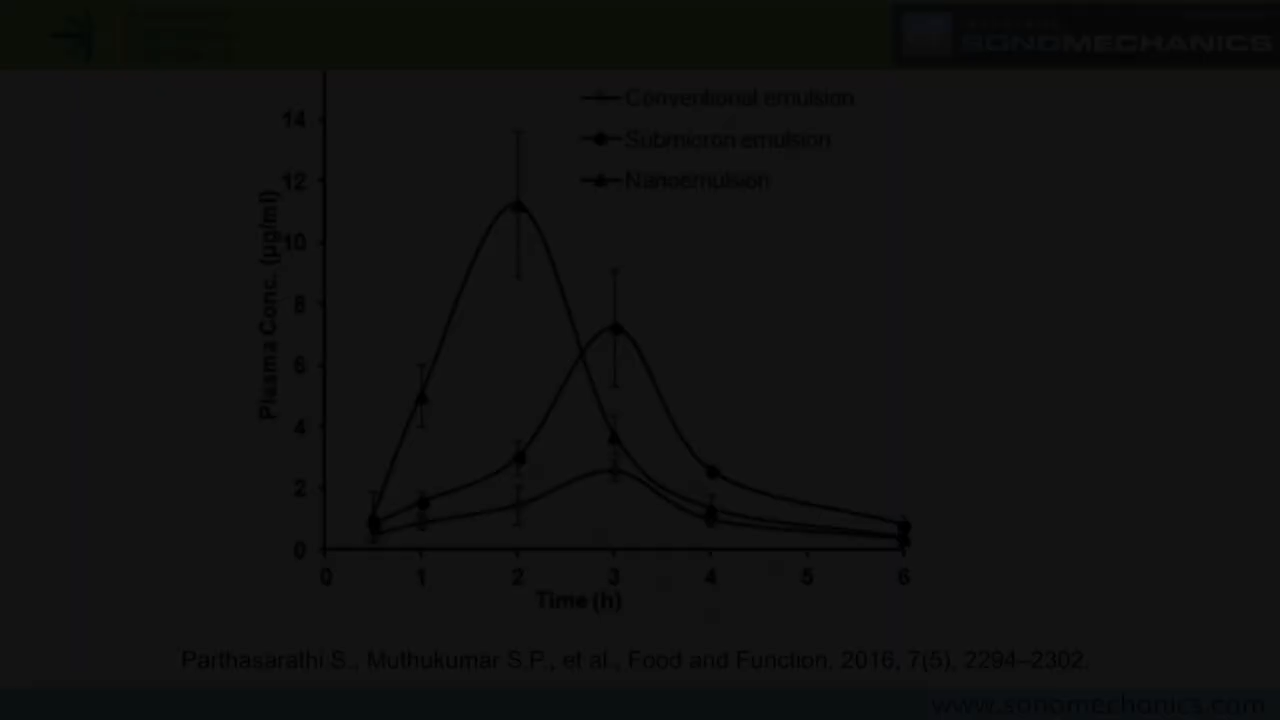 SONOMECHANICS
Conventional emulsion
Submicron emulsion
Nanoemulsion
14
12
10
8
6
4
2
0
Plasma Conc. (µg/ml)
0 1 2 3 4 5 6
Time (h)
Parthasarathi S., Muthukumar S.P., et al., Food and Function, 2016, 7(5), 2294–2302.
www.sonomechanics.com